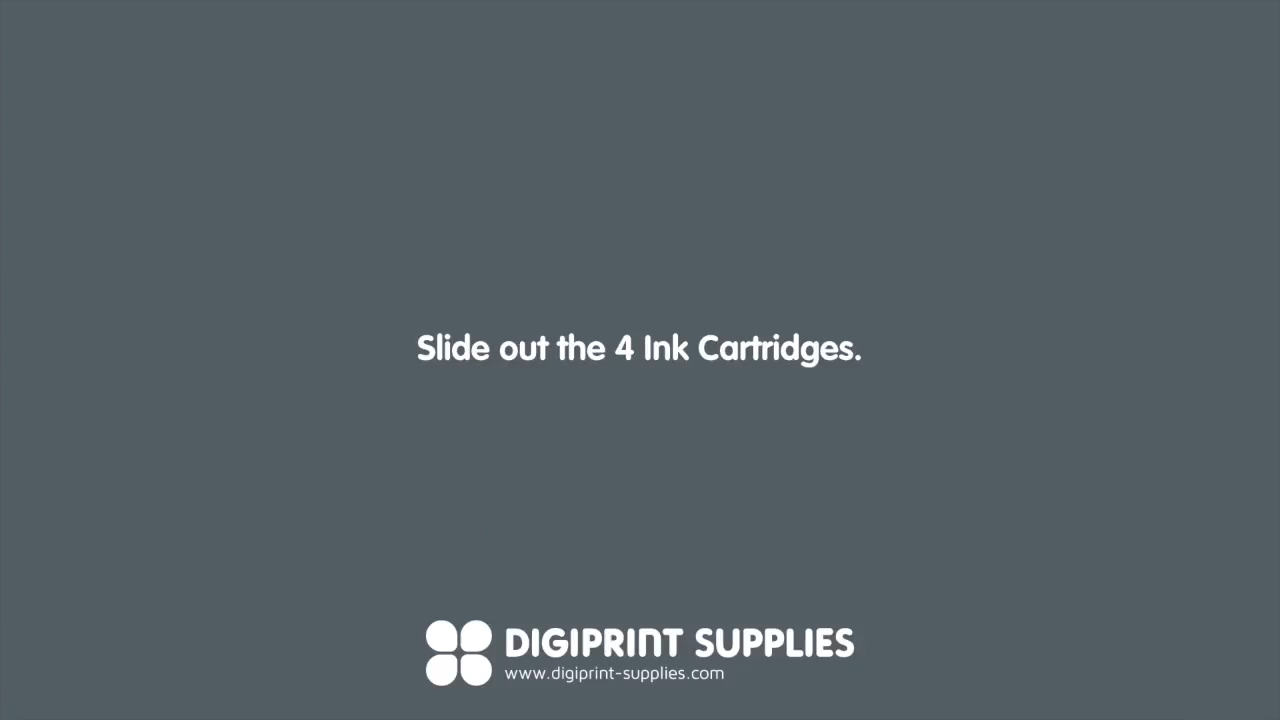 Slide out the 4 Ink Cartridges.
DIGIPRINT SUPPLIES
www.digiprint-supplies.com